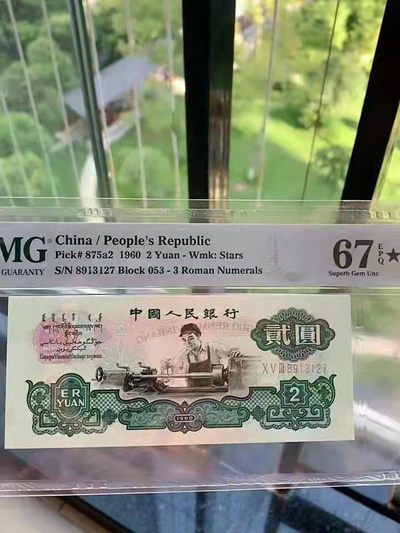 MG China / People's Republic
GUARANTY Pick# 875a2 1960 2 Yuan - Wmk: Stars
S/N 8913127 Block 053 - 3 Roman Numerals
67 EPQ ★
Superb Gem Unc
中國人民銀行
貳圓
XVIII 8913127
ER
YUAN
2
1960